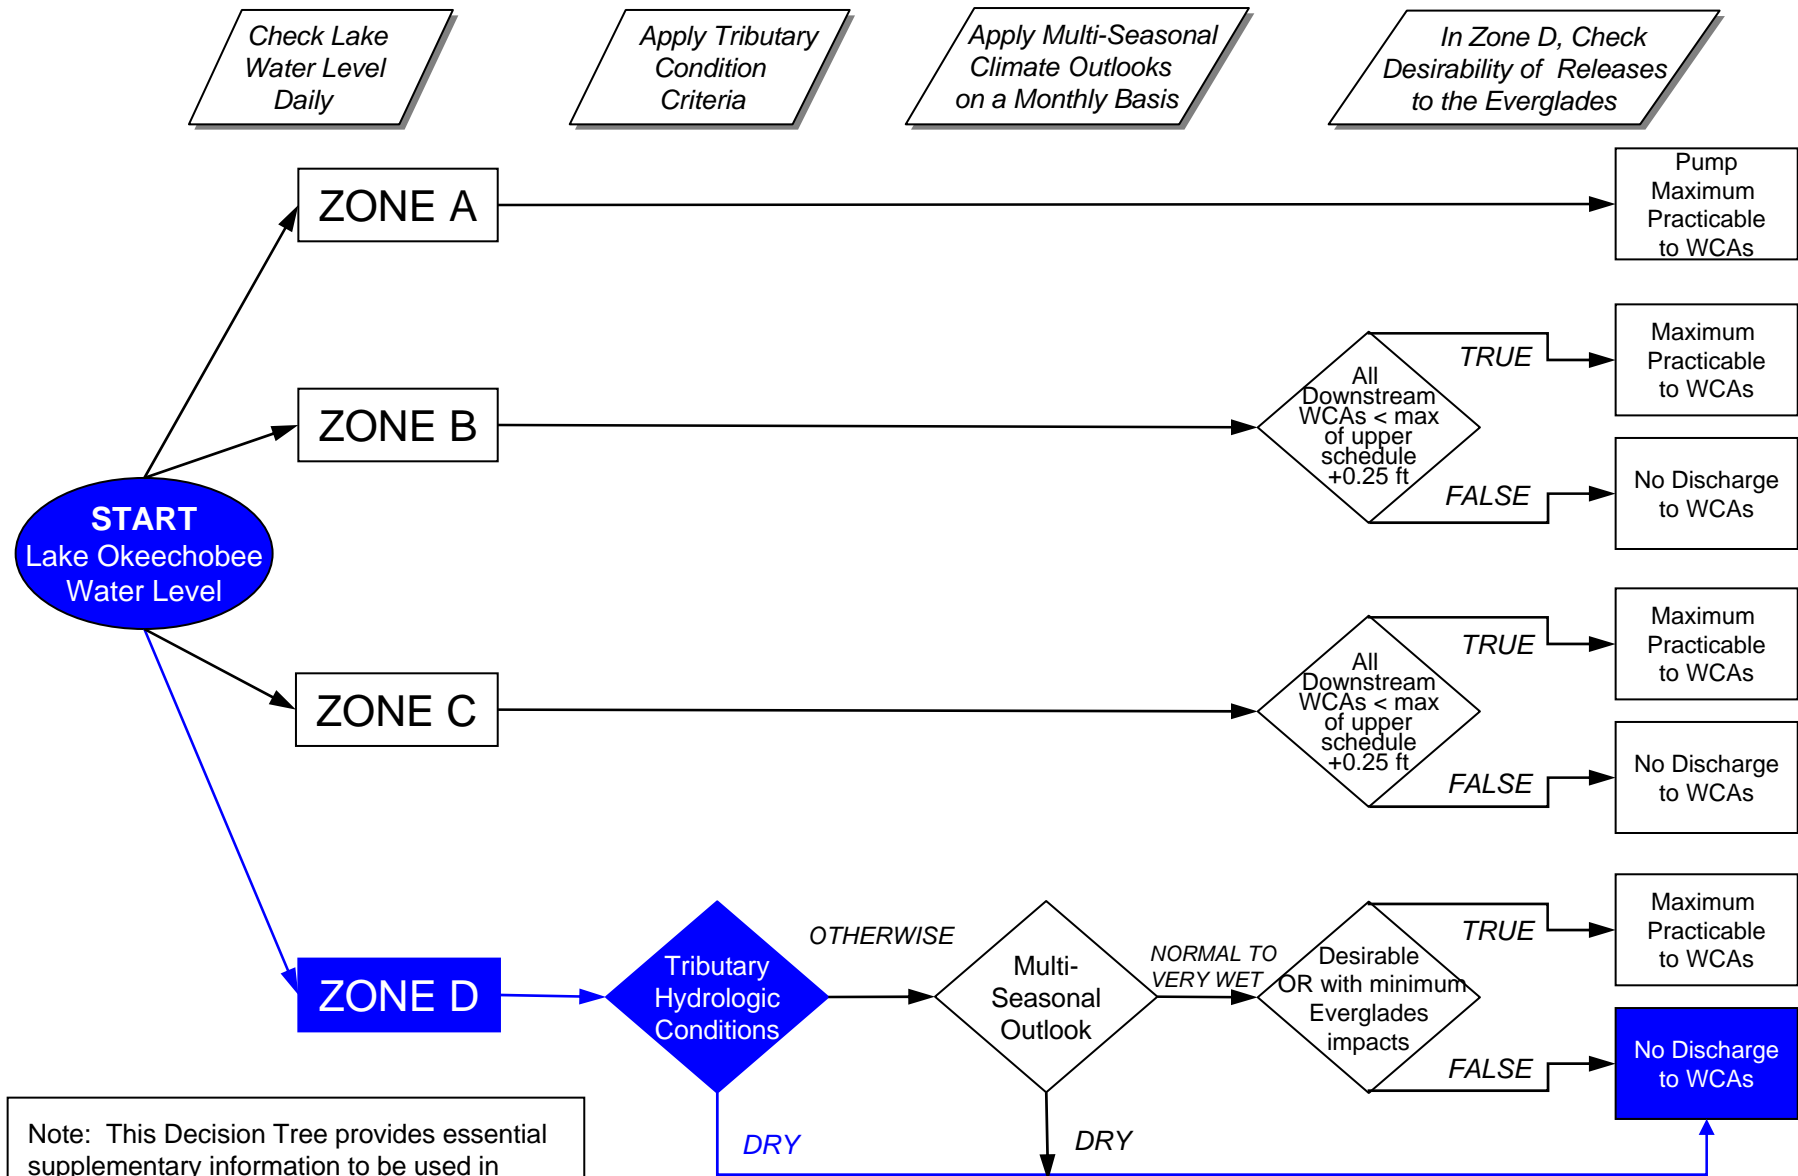 Check Lake
Water Level
Daily
Apply Tributary
Condition
Criteria
Apply Multi-Seasonal
Climate Outlooks
on a Monthly Basis
In Zone D, Check
Desirability of Releases
to the Everglades
ZONE A
Pump
Maximum
Practicable
to WCAs
ZONE B
All
Downstream
WCAs < max
of upper
schedule
+0.25 ft
TRUE
Maximum
Practicable
to WCAs
FALSE
No Discharge
to WCAs
START
Lake Okeechobee
Water Level
ZONE C
All
Downstream
WCAs < max
of upper
schedule
+0.25 ft
TRUE
Maximum
Practicable
to WCAs
FALSE
No Discharge
to WCAs
ZONE D
Tributary
Hydrologic
Conditions
OTHERWISE
Multi-
Seasonal
Outlook
NORMAL TO
VERY WET
Desirable
OR with minimum
Everglades
impacts
TRUE
Maximum
Practicable
to WCAs
FALSE
No Discharge
to WCAs
DRY
DRY
Note: This Decision Tree provides essential
supplementary information to be used in